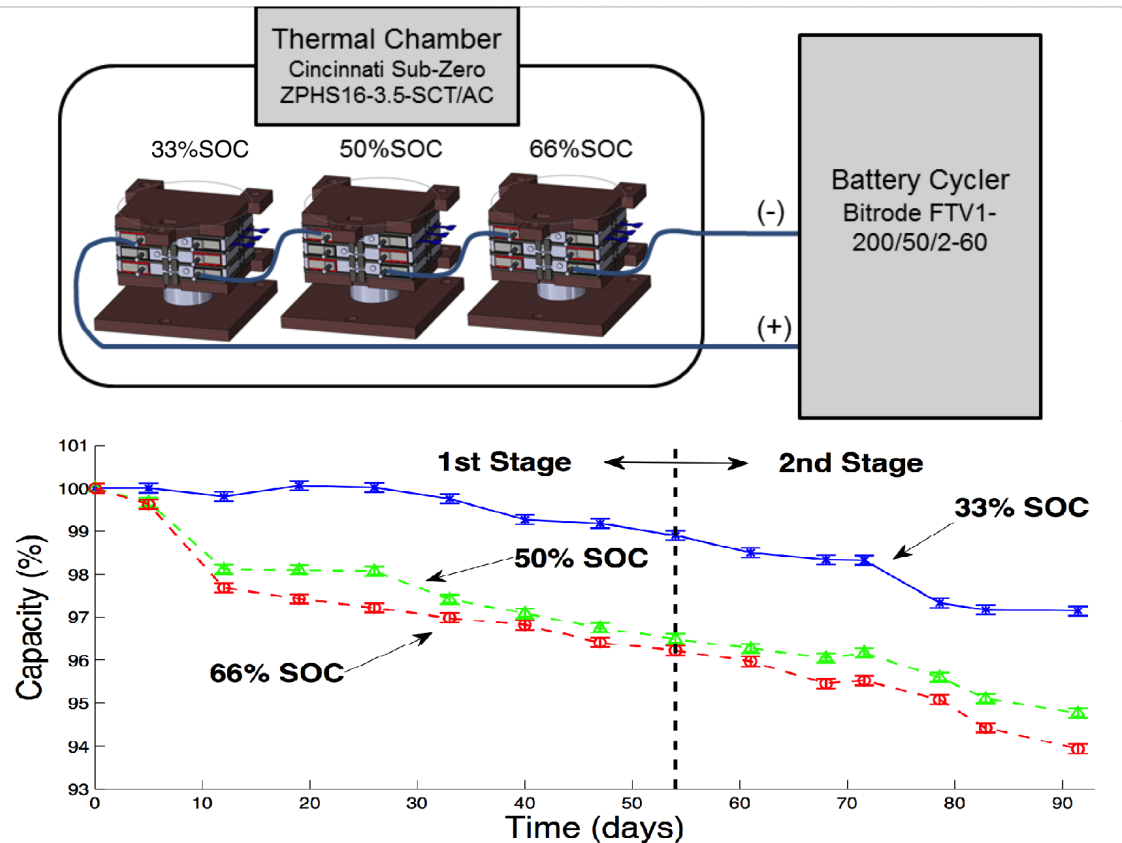 Thermal Chamber
Cincinnati Sub-Zero
ZPHS16-3.5-SCT/AC
33%SOC
50%SOC
66%SOC
(-)
(+)
Battery Cycler
Bitrode FTV1-
200/50/2-60
1st Stage
2nd Stage
33% SOC
50% SOC
66% SOC
Capacity (%)
101
100
99
98
97
96
95
94
93
0
10
20
30
40
50
60
70
80
90
Time (days)